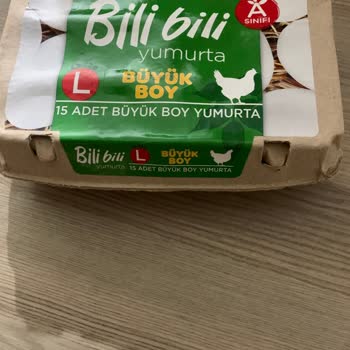 Bili bili
yumurta
A
SINIFI
L
BÜYÜK
BOY
15 ADET BÜYÜK BOY YUMURTA
Bili bili
yumurta
L
BÜYÜK
BOY
15 ADET BÜYÜK BOY YUMURTA